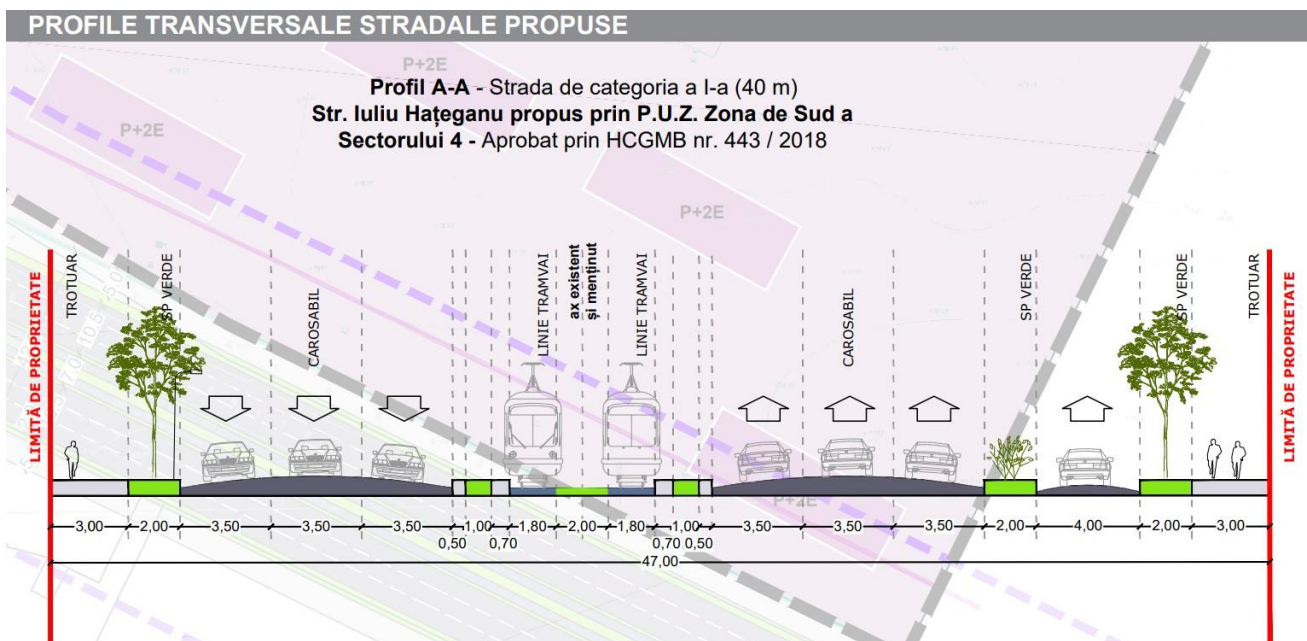 PROFILE TRANSVERSALE STRADALE PROPUSE
P+2E
Profil A-A - Strada de categoria a I-a (40 m)
P+2E
Str. Iuliu Hațeganu propus prin P.U.Z. Zona de Sud a
Sectorului 4 - Aprobat prin HCGMB nr. 443 / 2018
P+2E
LIMITĂ DE PROPRIETATE
TROTUAR
SP VERDE
CAROSABIL
LINIE TRAMVAI
ax existent
și menținut
LINIE TRAMVAI
CAROSABIL
SP VERDE
SP VERDE
TROTUAR
LIMITĂ DE PROPRIETATE
P+2E
3,00 2,00 3,50 3,50 3,50 1,00 1,80 2,00 1,80 1,00 3,50 3,50 3,50 2,00 4,00 2,00 3,00
0,50 0,70 0,70 0,50
47,00